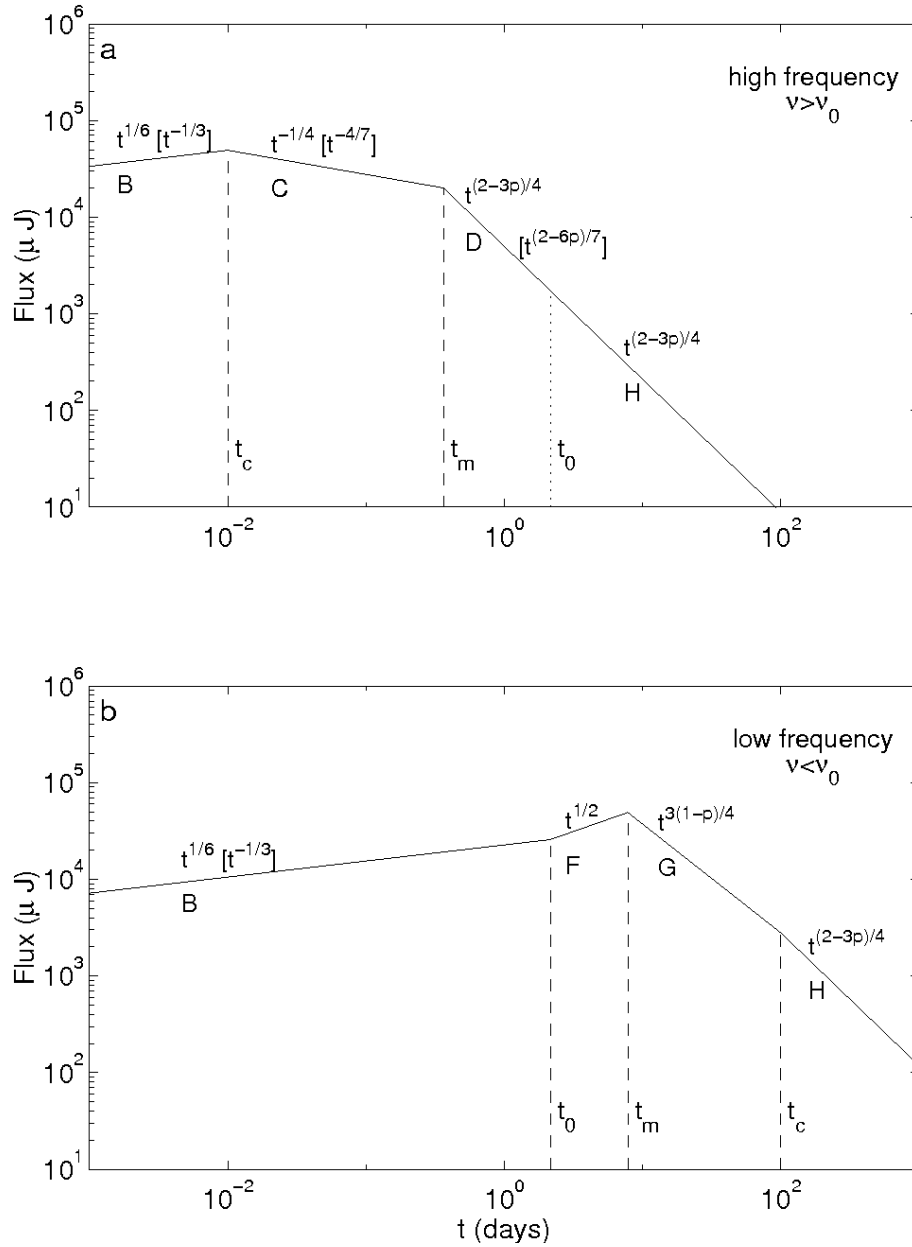 a
high frequency
ν>ν0
10^6
10^5
10^4
10^3
10^2
10^1
Flux (μ J)
t^1/6 [t^−1/3]
B
t^−1/4 [t^−4/7]
C
t^(2−3p)/4
D
[t^(2−6p)/7]
t^(2−3p)/4
H
t_c
t_m
t_0
10^−2
10^0
10^2
b
low frequency
ν<ν0
10^6
10^5
10^4
10^3
10^2
10^1
Flux (μ J)
t^1/6 [t^−1/3]
B
t^1/2
F
t^3(1−p)/4
G
t^(2−3p)/4
H
t_0
t_m
t_c
10^−2
10^0
10^2
t (days)